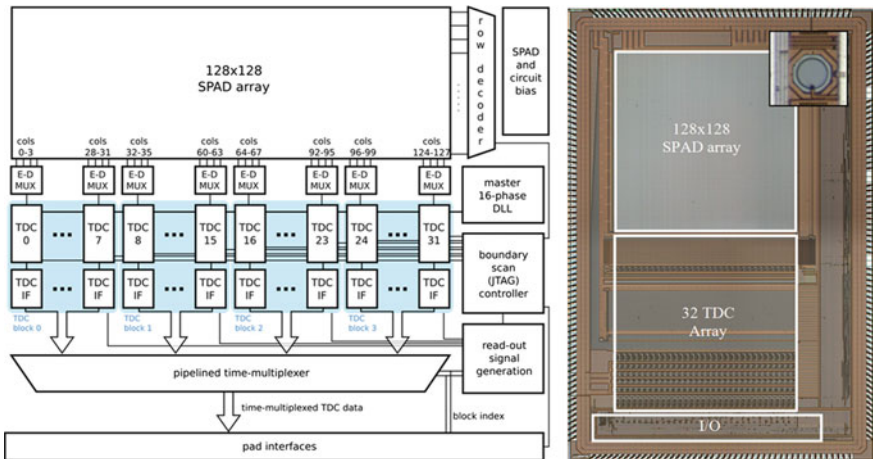 128x128
SPAD array
row decoder
SPAD
and
circuit
bias
cols
0-3
cols
28-31
cols
32-35
cols
60-63
cols
64-67
cols
92-95
cols
96-99
cols
124-127
E-D
MUX
E-D
MUX
E-D
MUX
E-D
MUX
E-D
MUX
E-D
MUX
E-D
MUX
E-D
MUX
master
16-phase
DLL
TDC
0
TDC
7
TDC
8
TDC
15
TDC
16
TDC
23
TDC
24
TDC
31
boundary
scan
(JTAG)
controller
TDC
IF
TDC
IF
TDC
IF
TDC
IF
TDC
IF
TDC
IF
TDC
IF
TDC
IF
TDC
block 0
TDC
block 1
TDC
block 2
TDC
block 3
read-out
signal
generation
pipelined time-multiplexer
time-multiplexed TDC data
block index
pad interfaces
128x128
SPAD array
32 TDC
Array
I/O